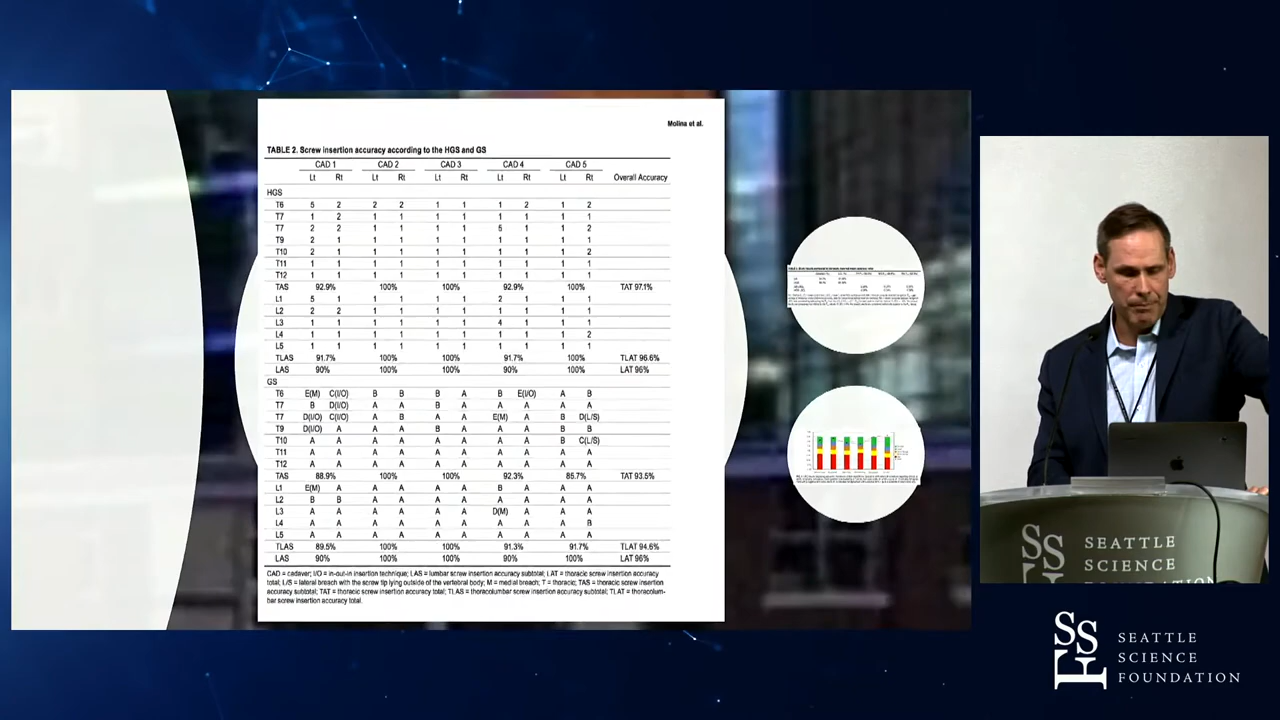 Molina et al.
TABLE 2. Screw insertion accuracy according to the HGS and GS
CAD 1 CAD 2 CAD 3 CAD 4 CAD 5
Lt Rt Lt Rt Lt Rt Lt Rt Lt Rt Overall Accuracy
HGS
T6 5 2 2 2 1 1 1 2 1 2
T7 1 2 1 1 1 1 1 1 1 1
T7 2 2 1 1 1 1 5 1 1 2
T9 2 1 1 1 1 1 1 1 1 1
T10 2 1 1 1 1 1 1 1 1 2
T11 1 1 1 1 1 1 1 1 1 1
T12 1 1 1 1 1 1 1 1 1 1
TAS 92.9% 100% 100% 92.9% 100% TAT 97.1%
L1 5 1 1 1 1 1 2 1 1 1
L2 2 2 1 1 1 1 1 1 1 1
L3 1 1 1 1 1 1 4 1 1 1
L4 1 1 1 1 1 1 1 1 1 2
L5 1 1 1 1 1 1 1 1 1 1
TLAS 91.7% 100% 100% 91.7% 100% TLAT 96.6%
LAS 90% 100% 100% 90% 100% LAT 96%
GS
T6 E(M) C(I/O) B B B A B E(I/O) A B
T7 B D(I/O) A A B A A A A A
T7 D(I/O) C(I/O) A B A A E(M) A B D(L/S)
T9 D(I/O) A A A B A A A B B
T10 A A A A A A A A B C(L/S)
T11 A A A A A A A A A A
T12 A A A A A A A A A A
TAS 88.9% 100% 100% 92.3% 85.7% TAT 93.5%
L1 E(M) A A A A A B A A A
L2 B B A A A A A A A A
L3 A A A A A A D(M) A A A
L4 A A A A A A A A A B
L5 A A A A A A A A A A
TLAS 89.5% 100% 100% 91.3% 91.7% TLAT 94.6%
LAS 90% 100% 100% 90% 100% LAT 96%
CAD = cadaver; I/O = in-out-in insertion technique; LAS = lumbar screw insertion accuracy subtotal; LAT = thoracic screw insertion accuracy
total; L/S = lateral breach with the screw tip lying outside of the vertebral body; M = medial breach; T = thoracic; TAS = thoracic screw insertion
accuracy subtotal; TAT = thoracic screw insertion accuracy total; TLAS = thoracolumbar screw insertion accuracy subtotal; TLAT = thoracolum-
bar screw insertion accuracy total.
SSF
SEATTLE
SCIENCE
FOUNDATION
SSF
SEATTLE
SCIENCE
FOUNDATION